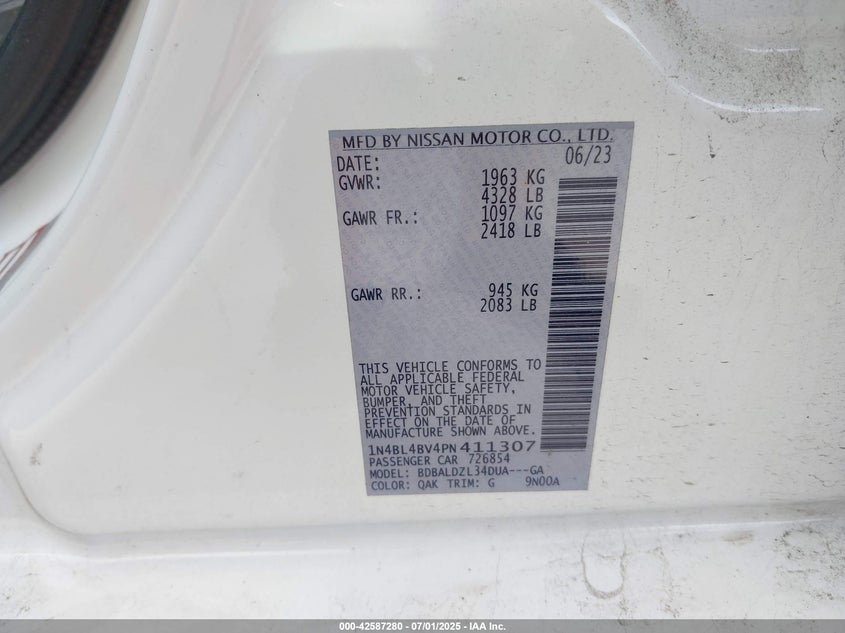 MFD BY NISSAN MOTOR CO., LTD.
DATE: 06/23
GVWR: 1963 KG
4328 LB
GAWR FR.: 1097 KG
2418 LB
GAWR RR.: 945 KG
2083 LB
THIS VEHICLE CONFORMS TO
ALL APPLICABLE FEDERAL
MOTOR VEHICLE SAFETY,
BUMPER, AND THEFT
PREVENTION STANDARDS IN
EFFECT ON THE DATE OF
MANUFACTURE SHOWN ABOVE.
1N4BL4BV4PN411307
PASSENGER CAR 726854
MODEL: BDBALDZL34DUA---GA
COLOR: QAK TRIM: G 9N00A
000-42587280 - 07/01/2025 - IAA Inc.